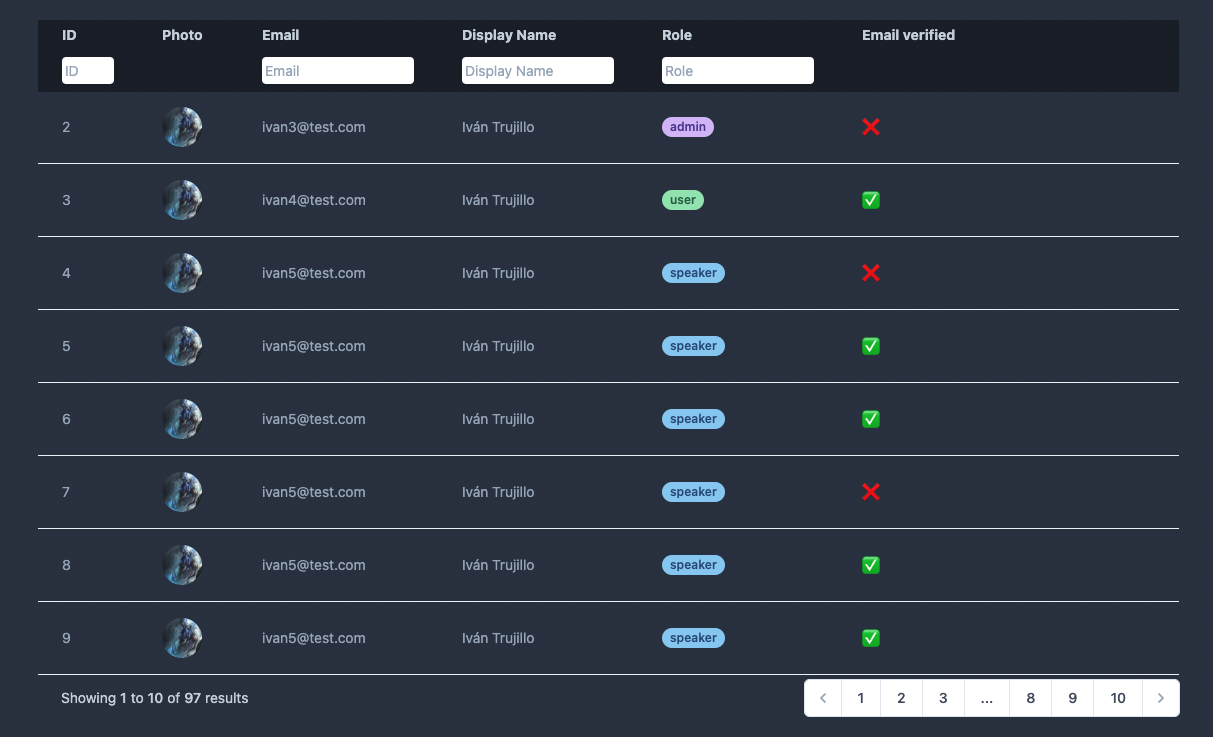 ID Photo Email Display Name Role Email verified
ID Email Display Name Role
2 ivan3@test.com Iván Trujillo admin ❌
3 ivan4@test.com Iván Trujillo user ✅
4 ivan5@test.com Iván Trujillo speaker ❌
5 ivan5@test.com Iván Trujillo speaker ✅
6 ivan5@test.com Iván Trujillo speaker ✅
7 ivan5@test.com Iván Trujillo speaker ❌
8 ivan5@test.com Iván Trujillo speaker ✅
9 ivan5@test.com Iván Trujillo speaker ✅
Showing 1 to 10 of 97 results < 1 2 3 ... 8 9 10 >